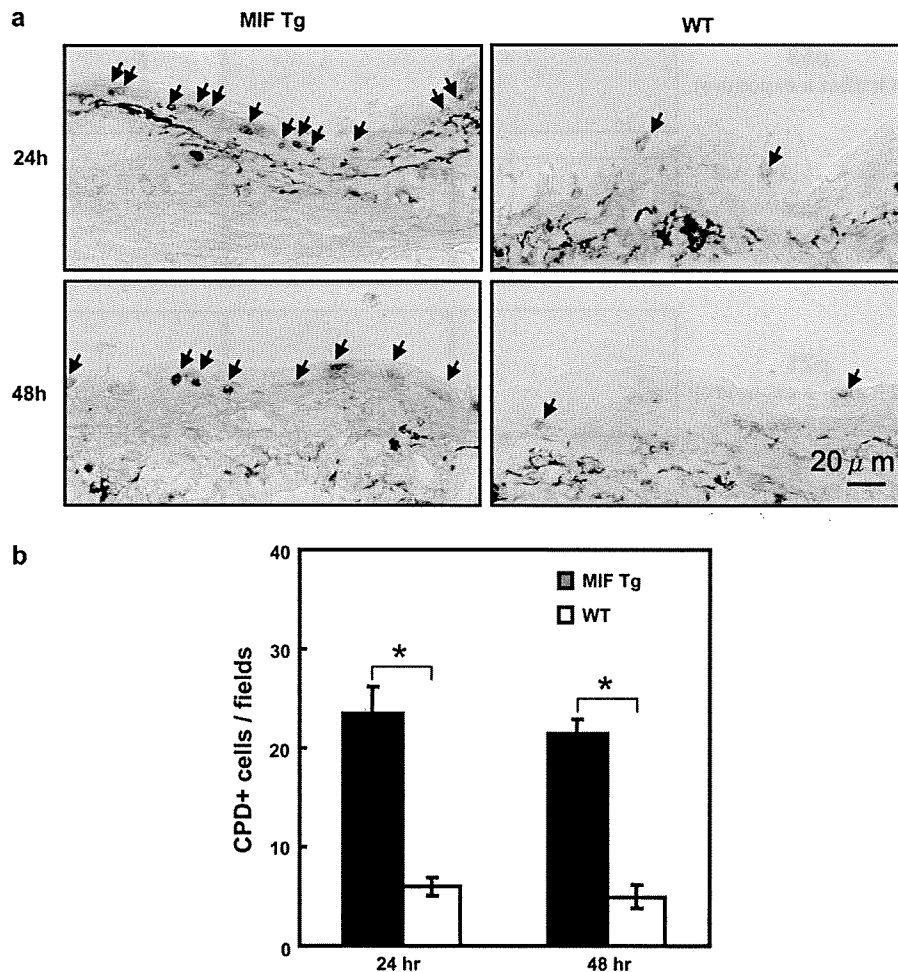 a
MIF Tg
WT
24h
48h
20 μ m
b
CPD+ cells / fields
40
30
20
10
0
MIF Tg
WT
*
*
24 hr
48 hr